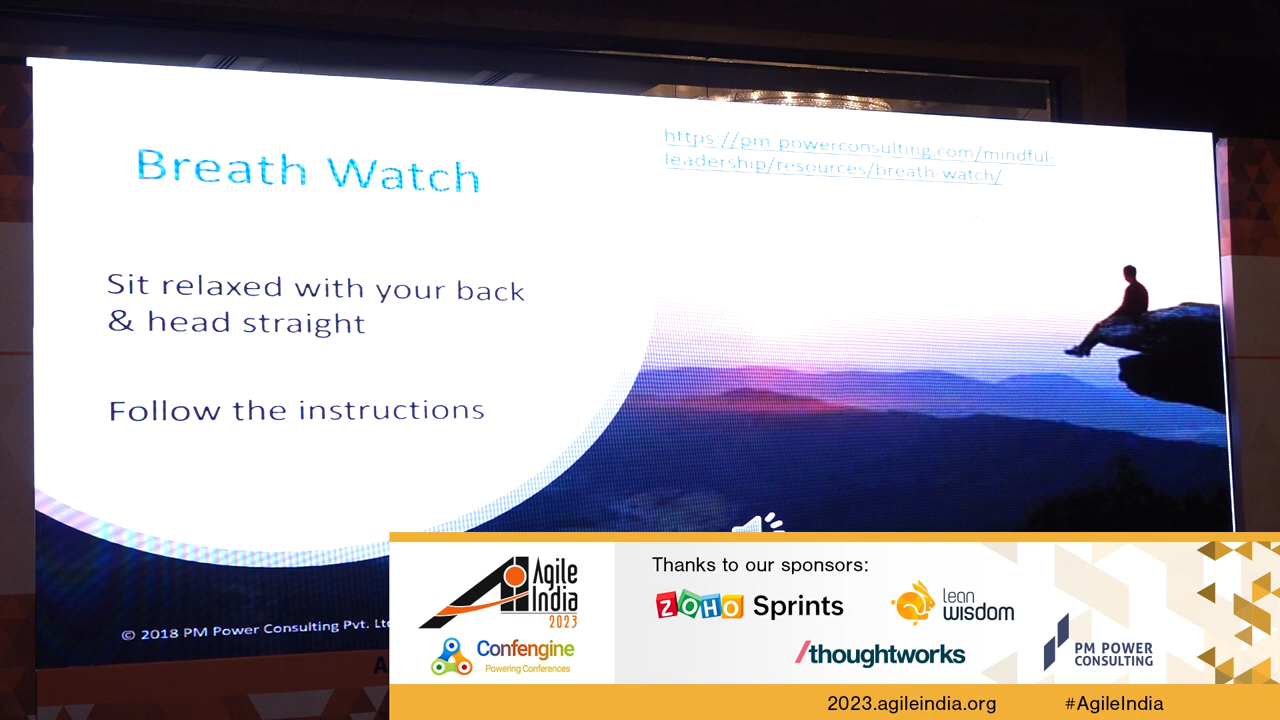 Breath Watch
https://pm-powerconsulting.com/mindful-
leadership/resources/breath-watch/
Sit relaxed with your back
& head straight
Follow the instructions
© 2018 PM Power Consulting Pvt. Ltd
A
Agile
India
2023
Confengine
Powering Conferences
Thanks to our sponsors:
ZOHO Sprints
lean
wisdom
/thoughtworks
PM POWER
CONSULTING
2023.agileindia.org
#AgileIndia